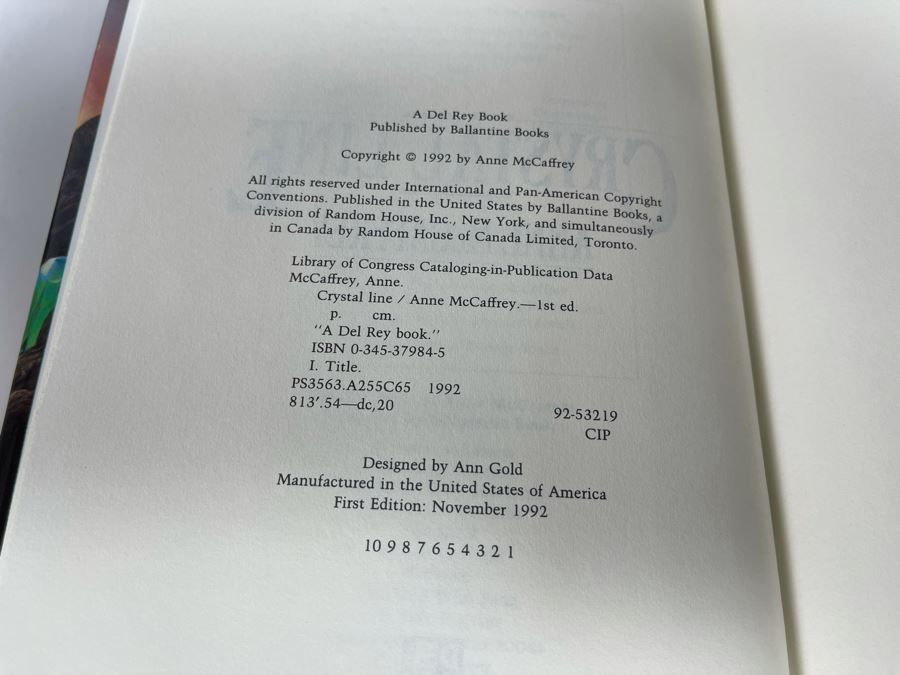 A Del Rey Book
Published by Ballantine Books
Copyright © 1992 by Anne McCaffrey
All rights reserved under International and Pan-American Copyright
Conventions. Published in the United States by Ballantine Books, a
division of Random House, Inc., New York, and simultaneously
in Canada by Random House of Canada Limited, Toronto.
Library of Congress Cataloging-in-Publication Data
McCaffrey, Anne.
Crystal line / Anne McCaffrey.—1st ed.
p. cm.
"A Del Rey book."
ISBN 0-345-37984-5
I. Title.
PS3563.A255C65 1992
813'.54—dc,20
92-53219
CIP
Designed by Ann Gold
Manufactured in the United States of America
First Edition: November 1992
10 9 8 7 6 5 4 3 2 1